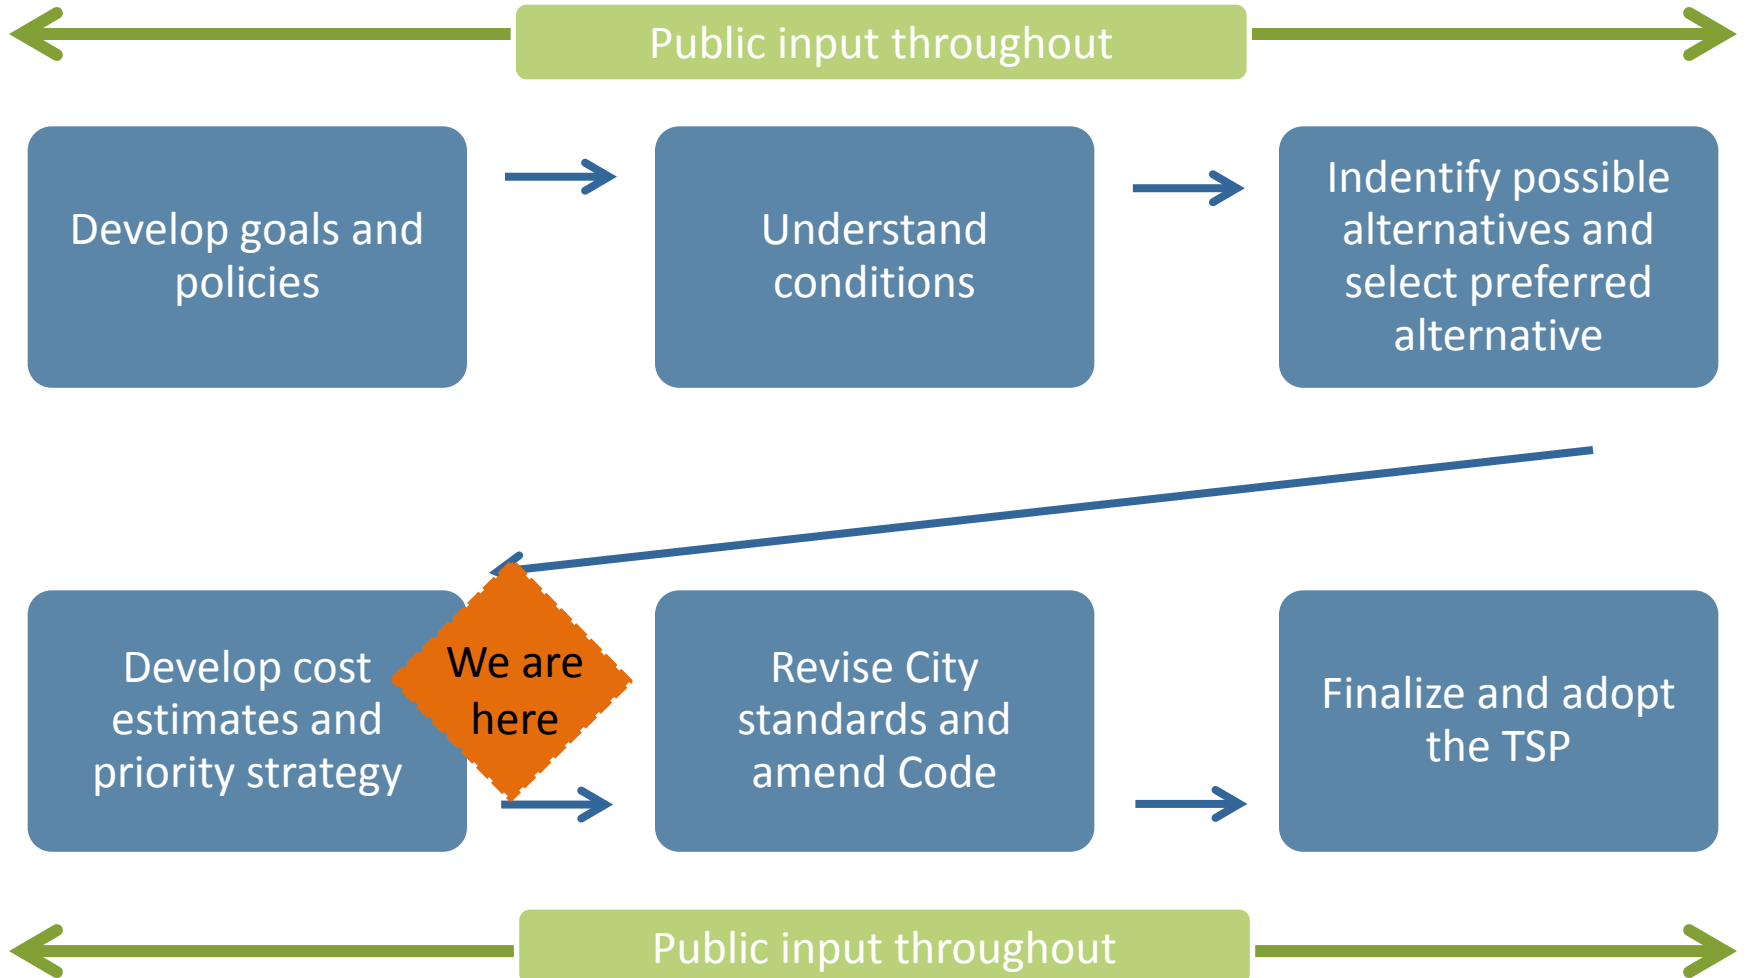 Public input throughout
Develop goals and
policies
Understand
conditions
Indentify possible
alternatives and
select preferred
alternative
Develop cost
estimates and
priority strategy
We are
here
Revise City
standards and
amend Code
Finalize and adopt
the TSP
Public input throughout